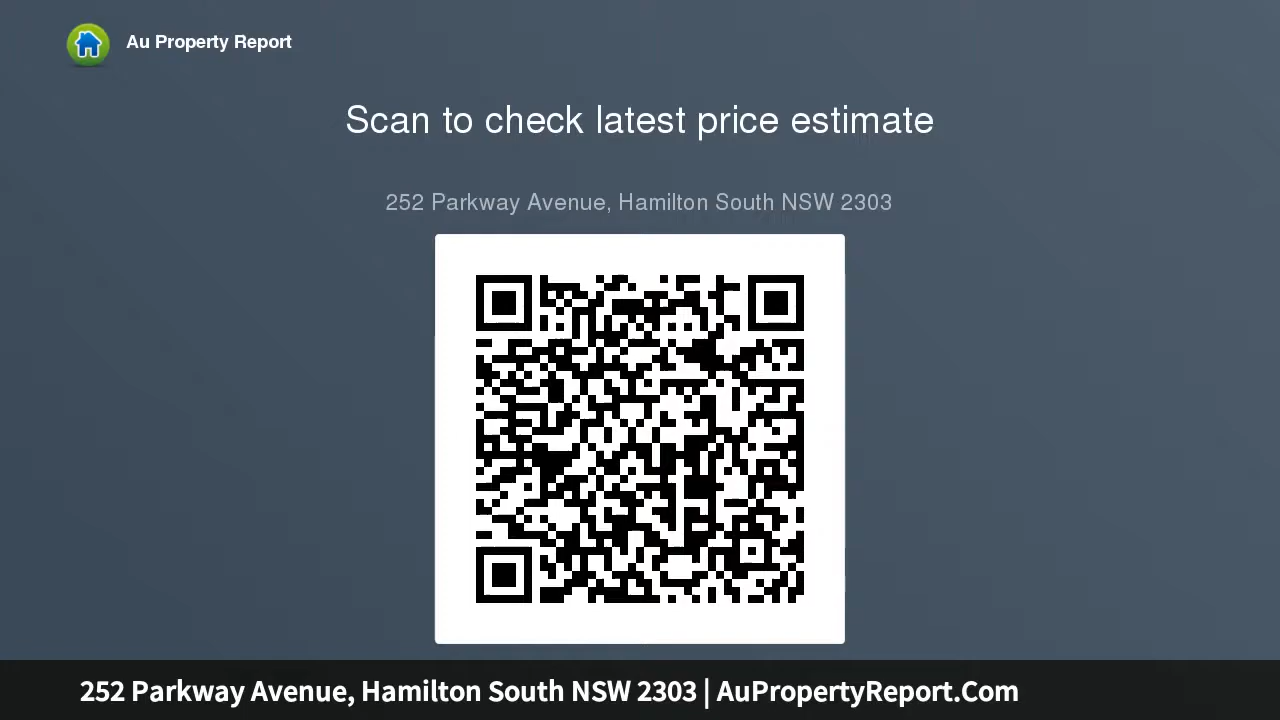 Au Property Report
Scan to check latest price estimate
252 Parkway Avenue, Hamilton South NSW 2303
252 Parkway Avenue, Hamilton South NSW 2303 | AuPropertyReport.Com